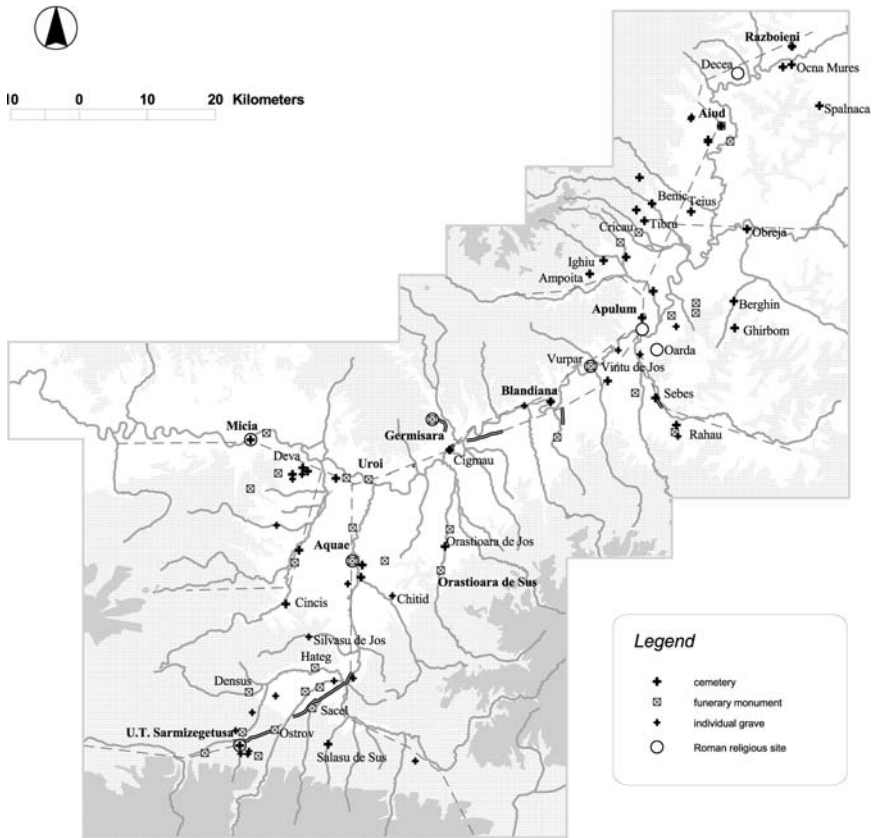 10 0 10 20 Kilometers
Razboieni
Decea
Ocna Mures
Spalnaca
Aiud
Benic
Teius
Tibru
Cricau
Obreja
Ighiu
Ampoita
Berghin
Apulum
Ghirbom
Oarda
Vurpar
Vintu de Jos
Blandiana
Sebes
Micia
Germisara
Rahau
Deva
Uroi
Cigmau
Orastioara de Jos
Aquae
Orastioara de Sus
Cincis
Chitid
Silvasu de Jos
Hateg
Densus
Sacel
U.T. Sarmizegetusa
Ostrov
Salasu de Sus
Legend
cemetery
funerary monument
individual grave
Roman religious site